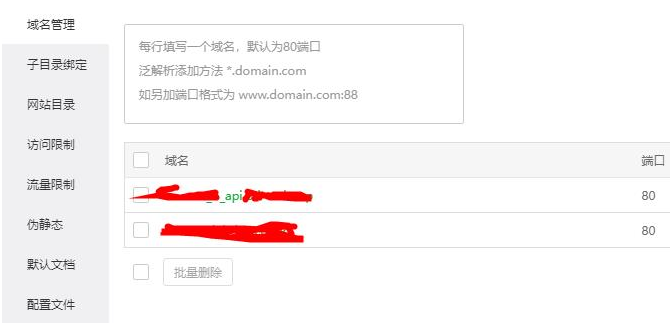 域名管理
子目录绑定
网站目录
访问限制
流量限制
伪静态
默认文档
配置文件
每行填写一个域名，默认为80端口
泛解析添加方法 *.domain.com
如另加端口格式为 www.domain.com:88
域名 端口
_api 80
80
批量删除